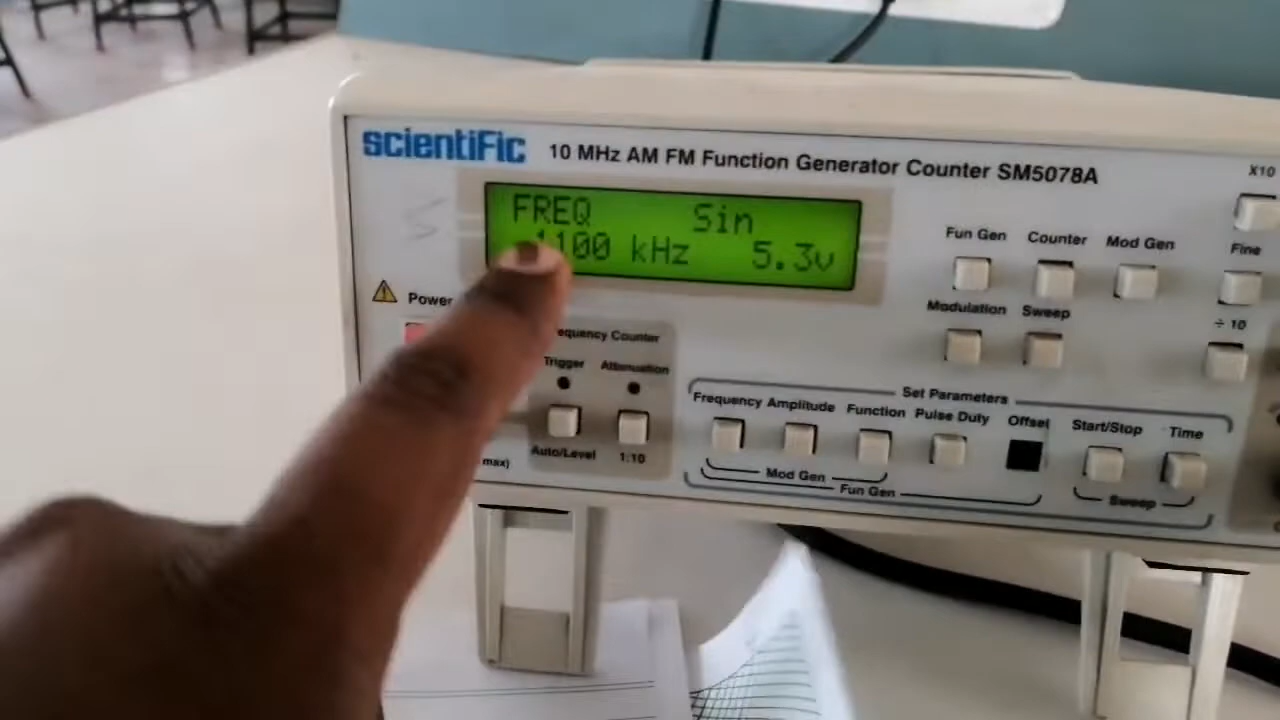 scientiFic
10 MHz AM FM Function Generator Counter SM5078A
X10
FREQ Sin
1100 kHz 5.3v
Fun Gen Counter Mod Gen
Fine
Power
Modulation Sweep
÷ 10
Frequency Counter
Trigger Attenuation
Set Parameters
Frequency Amplitude Function Pulse Duty Offset Start/Stop Time
Auto/Level 1:10
max)
Mod Gen
Fun Gen
Sweep